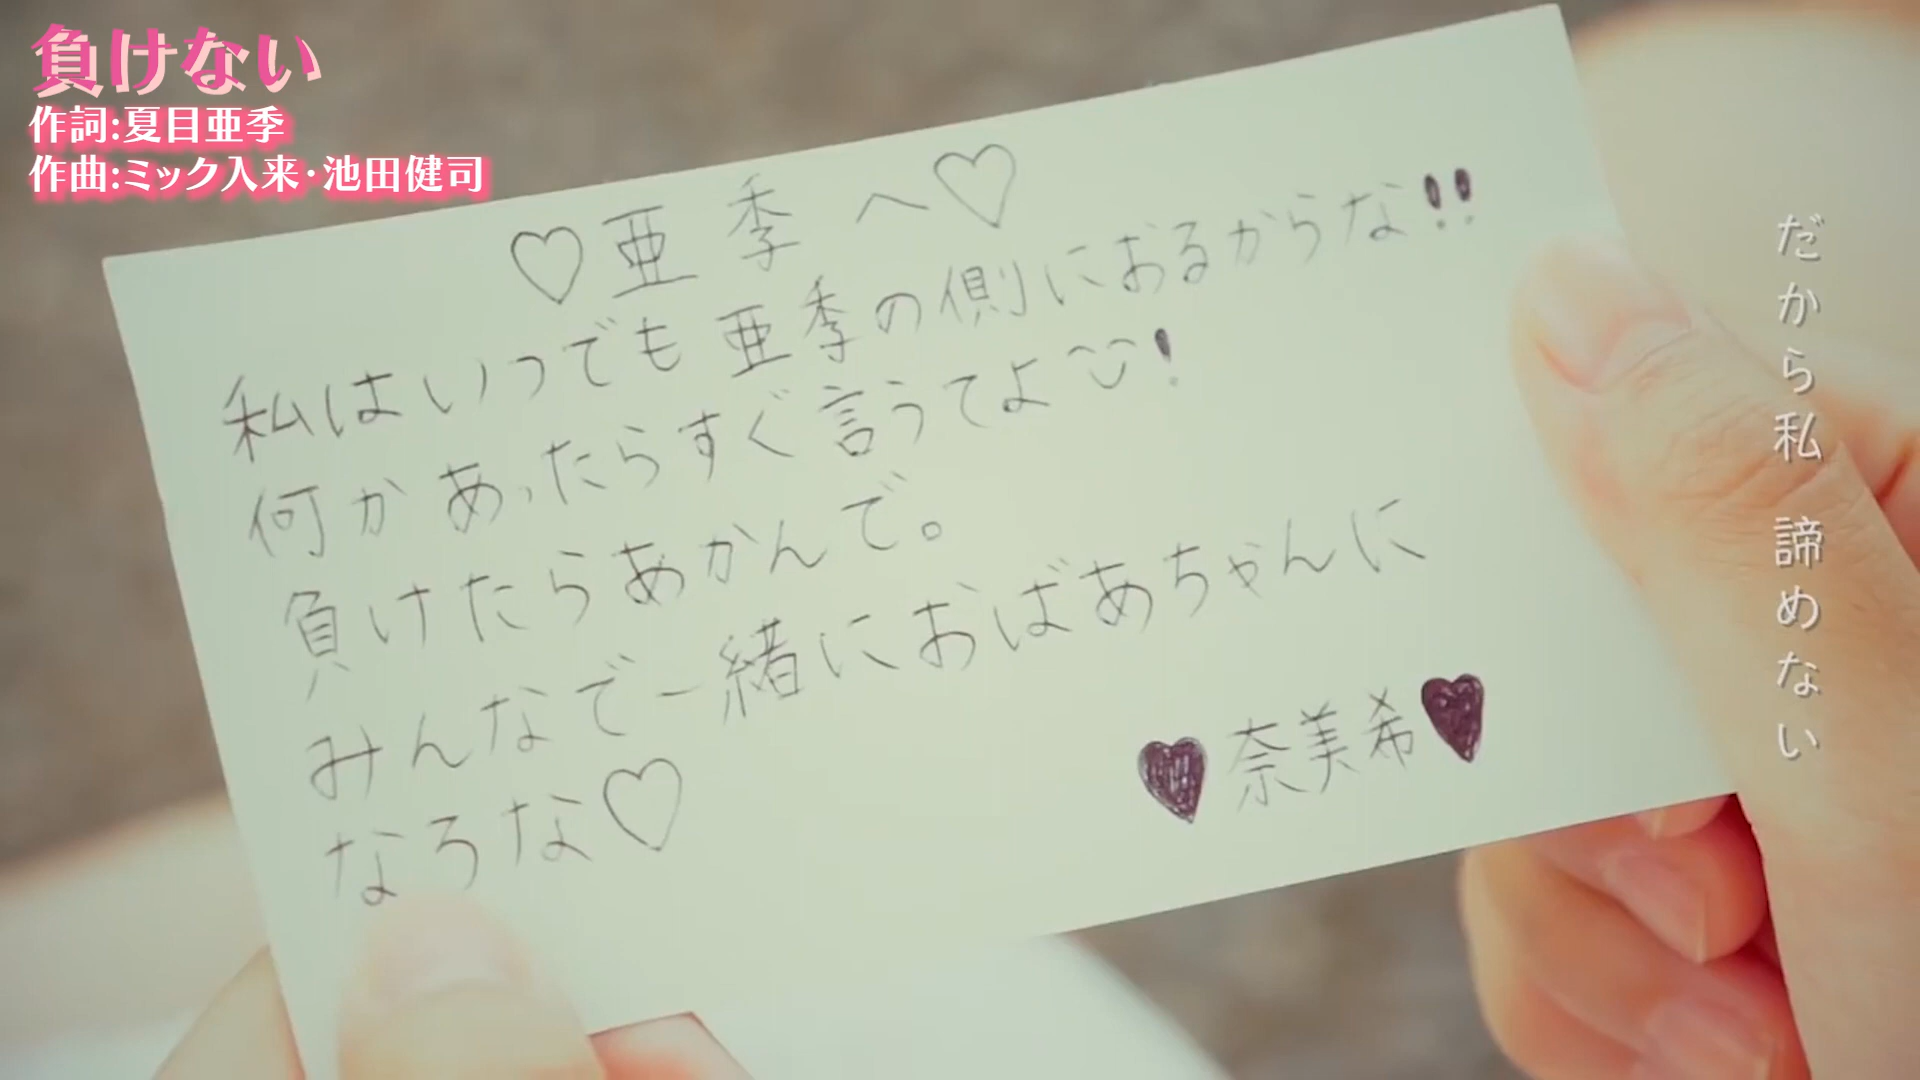 負けない
作詞:夏目亜季
作曲:ミック入来・池田健司
♡亜季へ♡
私はいつでも亜季の側におるからな!!
何かあったらすぐ言うてよ!
負けたらあかんで。
みんなで一緒におばあちゃんに
なろな♡
♥奈美希♥
だから私 諦めない